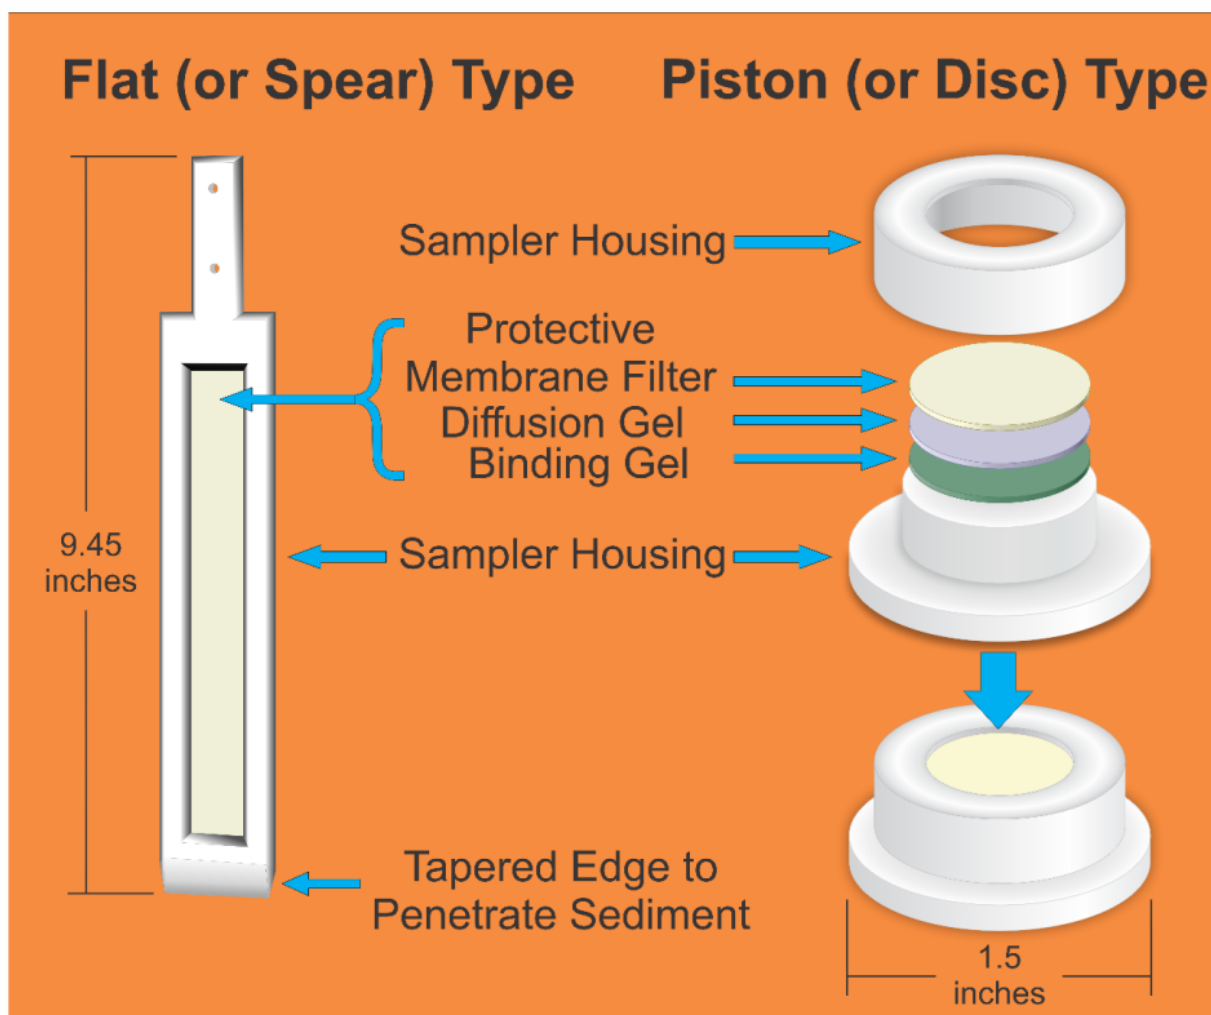 Flat (or Spear) Type
Piston (or Disc) Type
Sampler Housing
Protective
Membrane Filter
Diffusion Gel
Binding Gel
9.45
inches
Sampler Housing
Tapered Edge to
Penetrate Sediment
1.5
inches